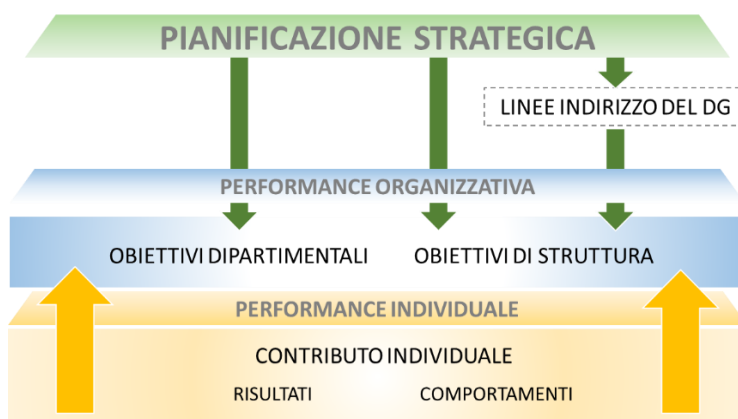 PIANIFICAZIONE STRATEGICA
LINEE INDIRIZZO DEL DG
PERFORMANCE ORGANIZZATIVA
OBIETTIVI DIPARTIMENTALI
OBIETTIVI DI STRUTTURA
PERFORMANCE INDIVIDUALE
CONTRIBUTO INDIVIDUALE
RISULTATI
COMPORTAMENTI